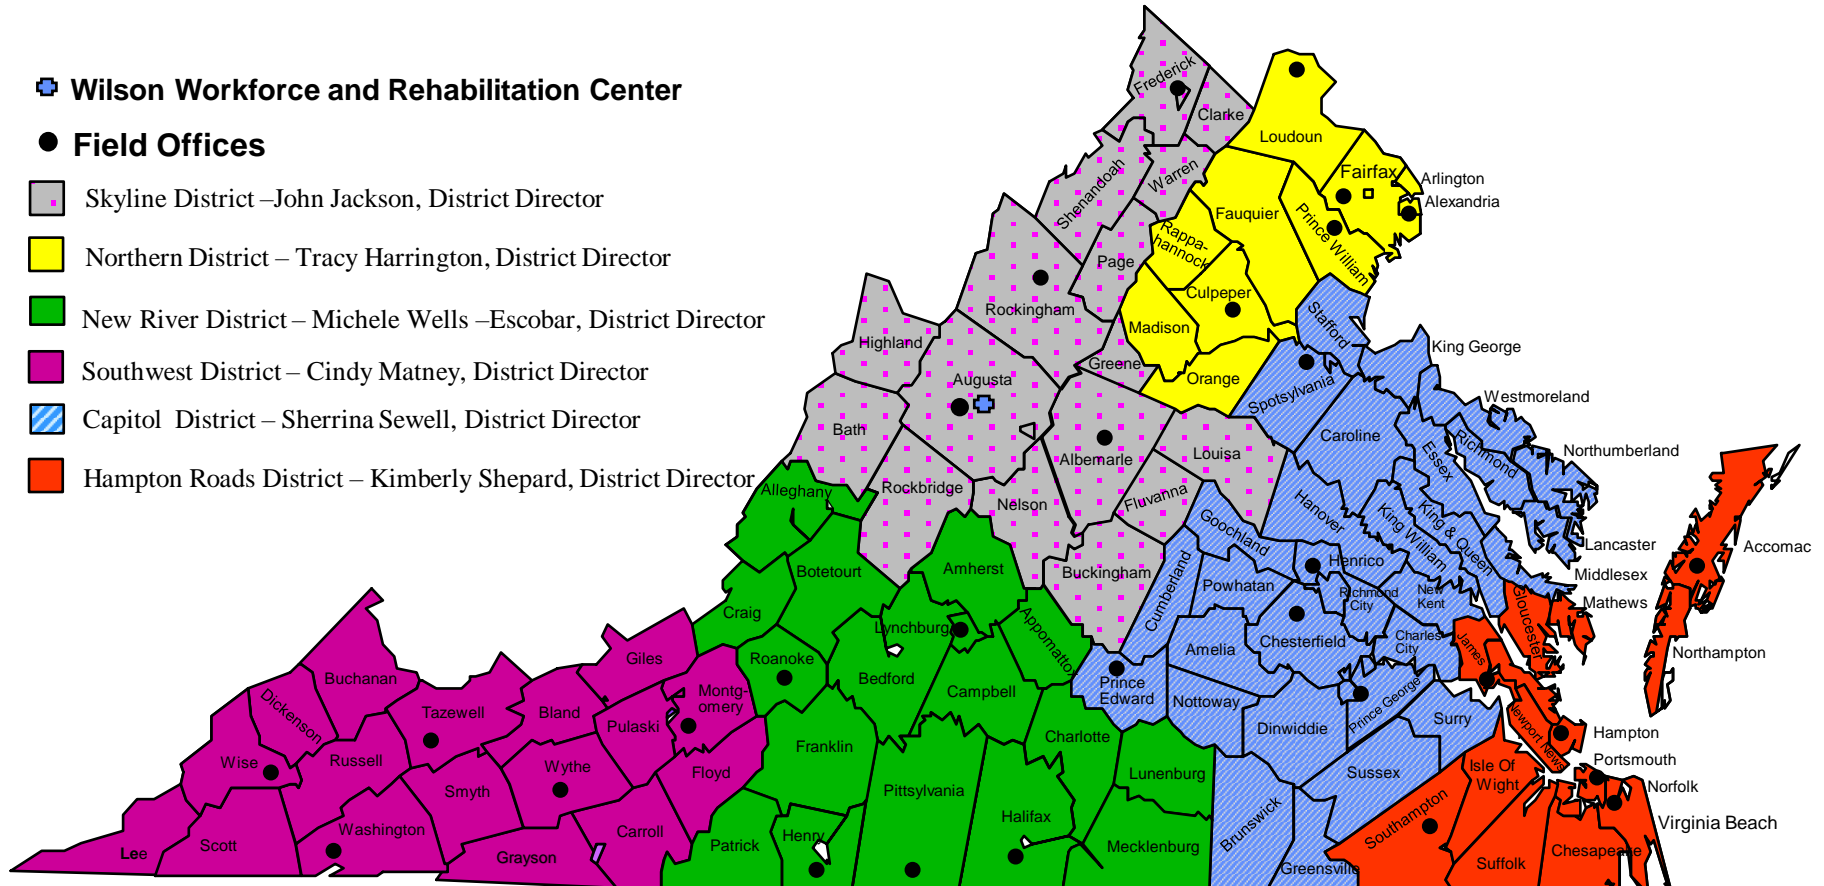 Wilson Workforce and Rehabilitation Center
Field Offices
Skyline District –John Jackson, District Director
Northern District – Tracy Harrington, District Director
New River District – Michele Wells –Escobar, District Director
Southwest District – Cindy Matney, District Director
Capitol District – Sherrina Sewell, District Director
Hampton Roads District – Kimberly Shepard, District Director
Frederick
Clarke
Loudoun
Warren
Shenandoah
Fairfax
Arlington
Alexandria
Fauquier
Prince William
Rappa-
hannock
Page
Culpeper
Rockingham
Madison
Stafford
Highland
King George
Greene
Augusta
Orange
Spotsylvania
Westmoreland
Bath
Caroline
Richmond
Northumberland
Essex
Albemarle
Louisa
Alleghany
Rockbridge
Nelson
Fluvanna
Hanover
Goochland
King William
King & Queen
Lancaster
Accomac
Botetourt
Amherst
Buckingham
Cumberland
Powhatan
Henrico
Richmond
City
New
Kent
Middlesex
Mathews
Gloucester
Craig
Lynchburg
Appomattox
Amelia
Chesterfield
Charles
City
James
Northampton
Giles
Roanoke
Bedford
Campbell
Prince
Edward
Nottoway
Dinwiddie
Prince George
Surry
Newport News
Hampton
Buchanan
Dickenson
Tazewell
Bland
Pulaski
Montg-
omery
Franklin
Charlotte
Wise
Russell
Wythe
Floyd
Smyth
Pittsylvania
Lunenburg
Sussex
Isle Of
Wight
Portsmouth
Norfolk
Virginia Beach
Lee
Scott
Washington
Grayson
Carroll
Patrick
Henry
Halifax
Mecklenburg
Brunswick
Greensville
Southampton
Suffolk
Chesapeake